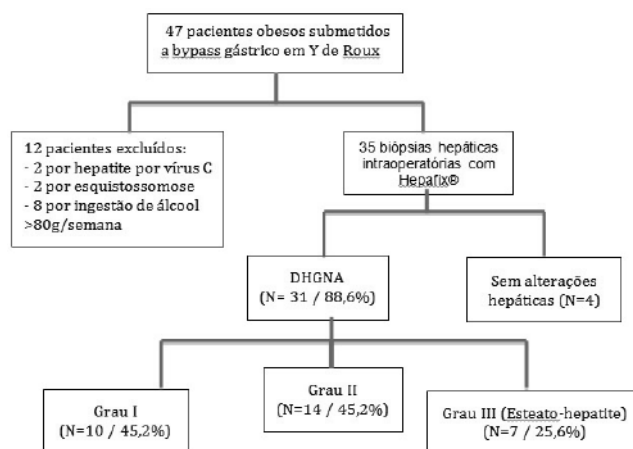 47 pacientes obesos submetidos
a bypass gástrico em Y de Roux
12 pacientes excluídos:
- 2 por hepatite por vírus C
- 2 por esquistossomose
- 8 por ingestão de álcool
>80g/semana
35 biópsias hepáticas
intraoperatórias com
Hepafix®
DHGNA
(N= 31 / 88,6%)
Sem alterações
hepáticas (N=4)
Grau I
(N=10 / 45,2%)
Grau II
(N=14 / 45,2%)
Grau III (Esteato-hepatite)
(N=7 / 25,6%)